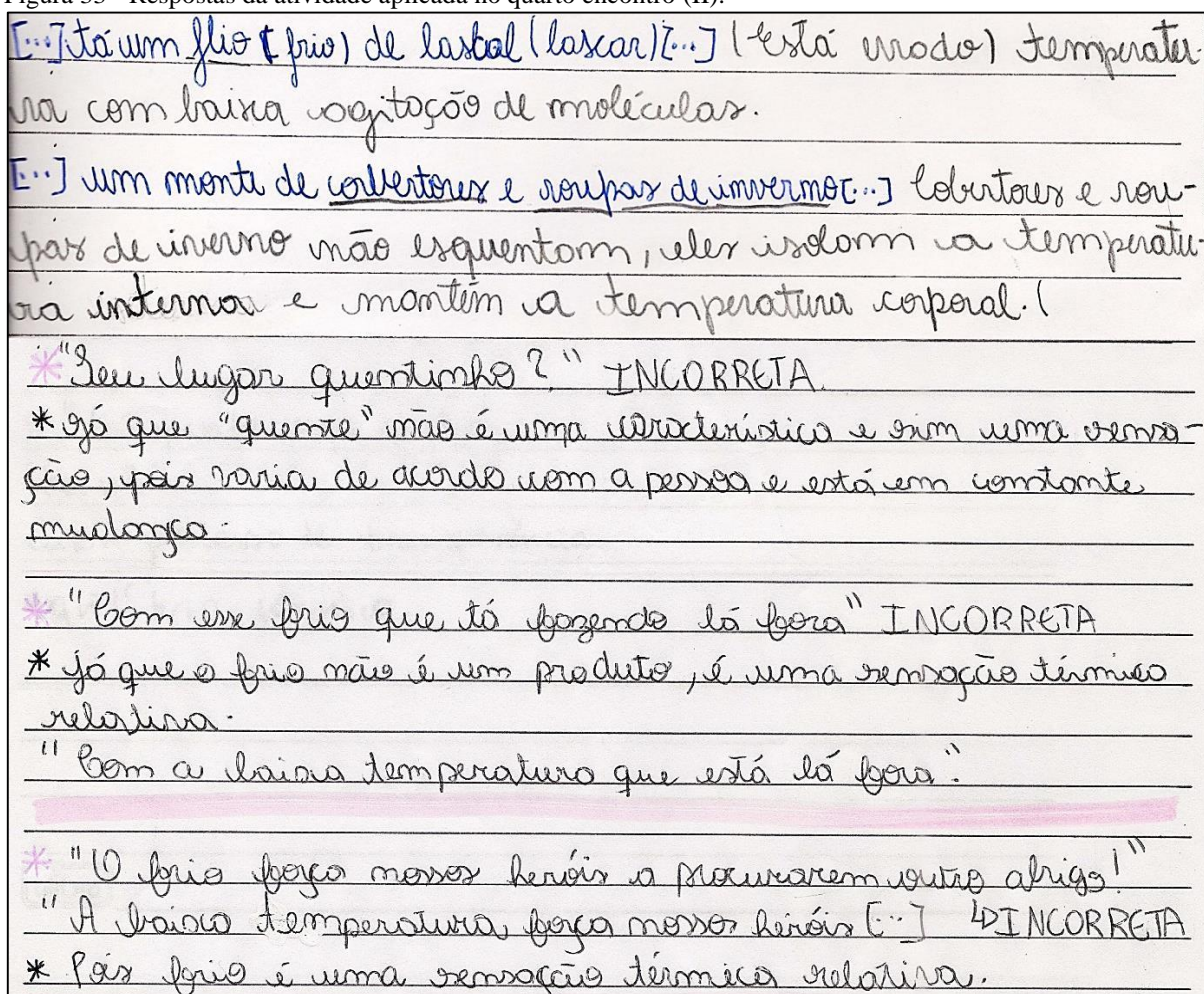 Figura 33 – Respostas da atividade aplicada no quarto encontro (II).
[...] tá um flio (frio) de lascal (lascar) [...] (está errado) temperatu-
ra com baixa agitação de moléculas.
[...] um monte de cobertores e roupas de inverno [...] Cobertores e rou-
pas de inverno não esquentam, eles isolam a temperatu-
ra interna e mantêm a temperatura corporal. (
* "Seu lugar quentinho?" INCORRETA.
* Já que "quente" não é uma característica e sim uma sensa-
ção, pois varia de acordo com a pessoa e está em constante
mudança.
* "Com esse frio que tá fazendo lá fora" INCORRETA
* já que o frio não é um produto, é uma sensação térmica
relativa.
"Com a baixa temperatura que está lá fora".
* "O frio força nossos heróis a procurarem outro abrigo!"
"A baixa temperatura força nossos heróis [...] ↳ INCORRETA
* Pois frio é uma sensação térmica relativa.